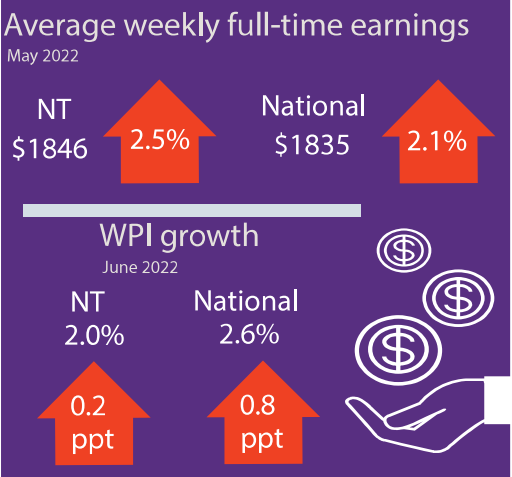 Average weekly full-time earnings
May 2022
NT
$1846
2.5%
National
$1835
2.1%
WPI growth
June 2022
NT
2.0%
National
2.6%
0.2
ppt
0.8
ppt
$
$
$